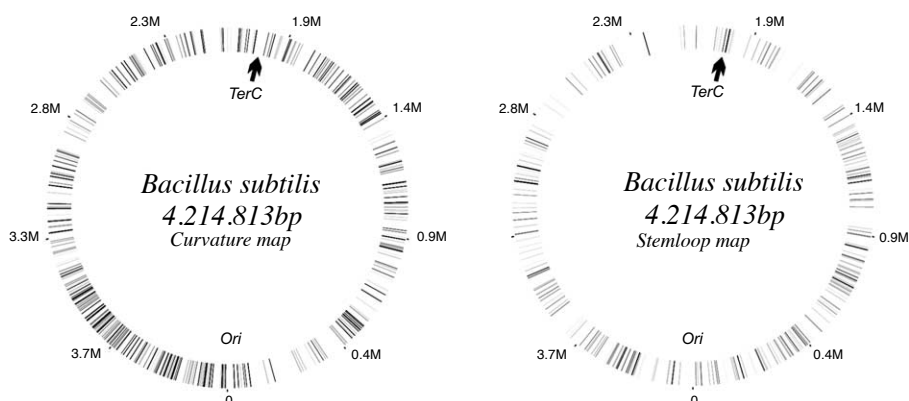 2.3M
1.9M
TerC
2.8M
1.4M
Bacillus subtilis
4.214.813bp
Curvature map
3.3M
0.9M
Ori
3.7M
0.4M
0
2.3M
1.9M
TerC
2.8M
1.4M
Bacillus subtilis
4.214.813bp
Stemloop map
0.9M
Ori
3.7M
0.4M
0